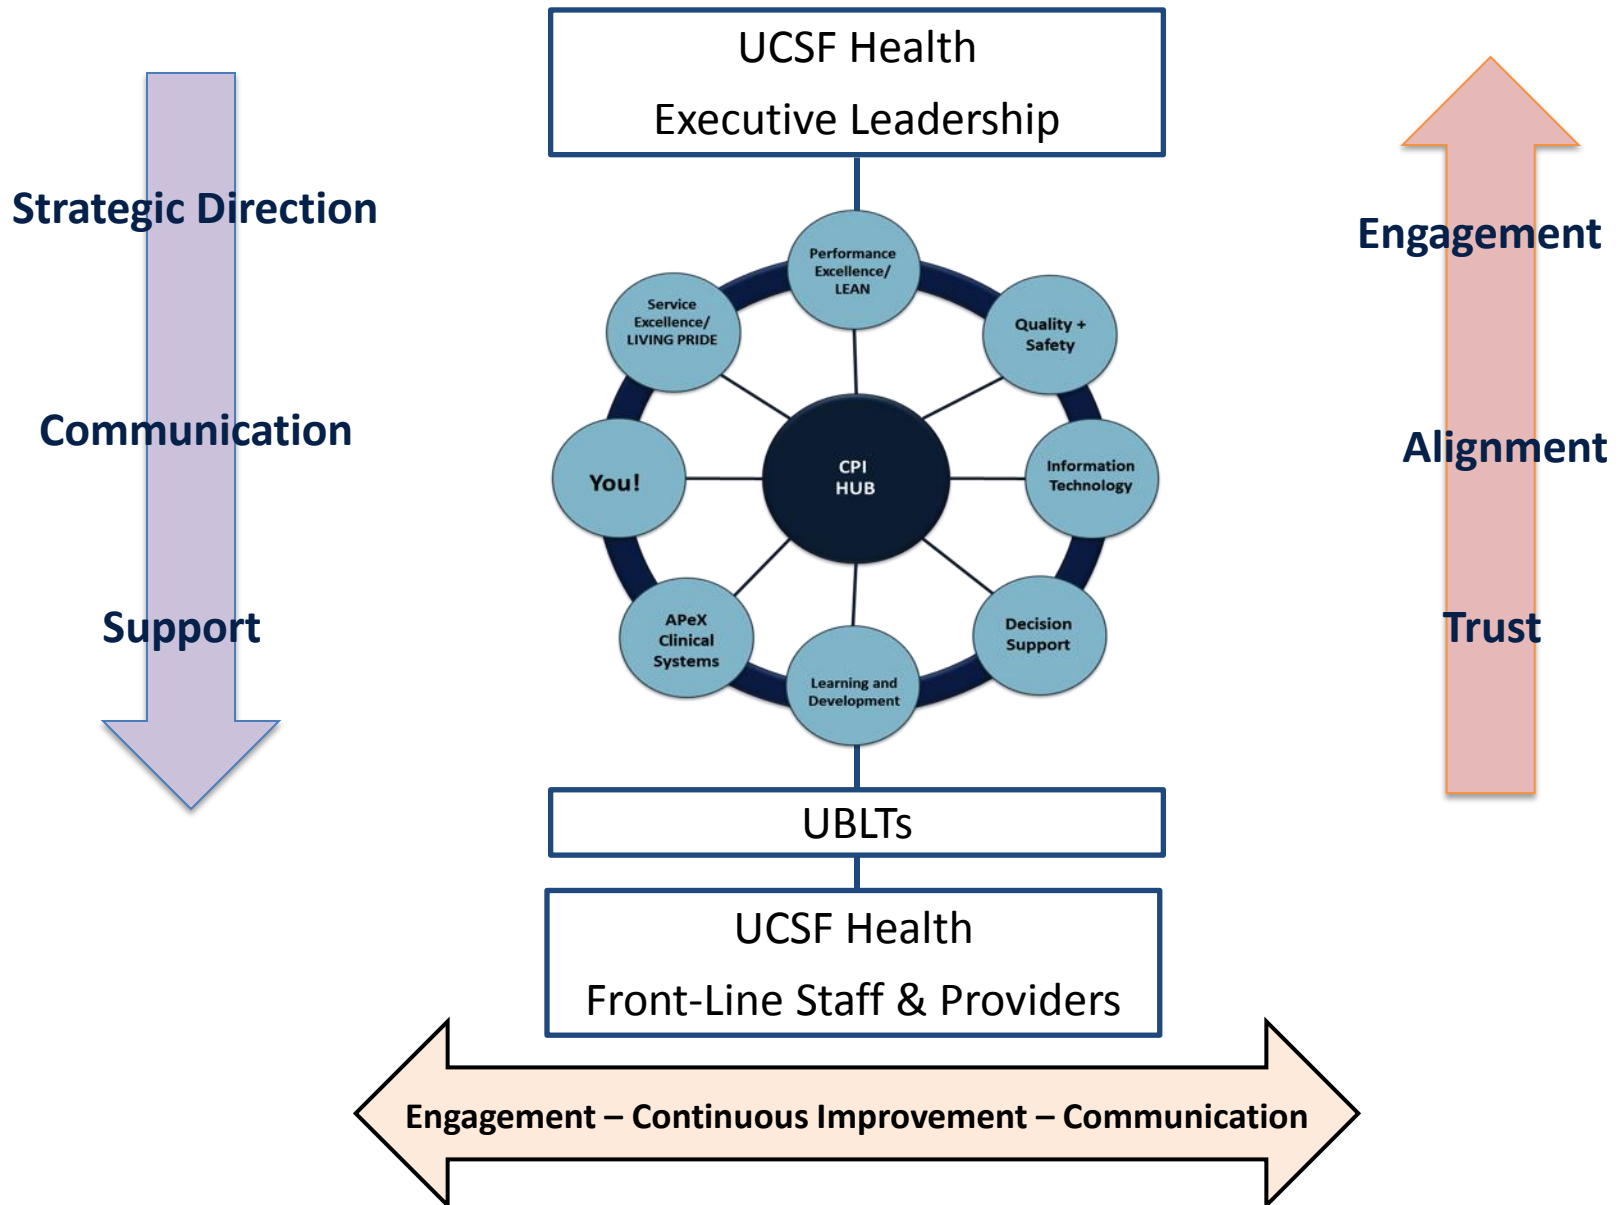 UCSF Health
Executive Leadership
Strategic Direction
Communication
Support
Performance
Excellence/
LEAN
Service
Excellence/
LIVING PRIDE
Quality +
Safety
You!
CPI
HUB
Information
Technology
APeX
Clinical
Systems
Learning and
Development
Decision
Support
Engagement
Alignment
Trust
UBLTs
UCSF Health
Front-Line Staff & Providers
Engagement – Continuous Improvement – Communication